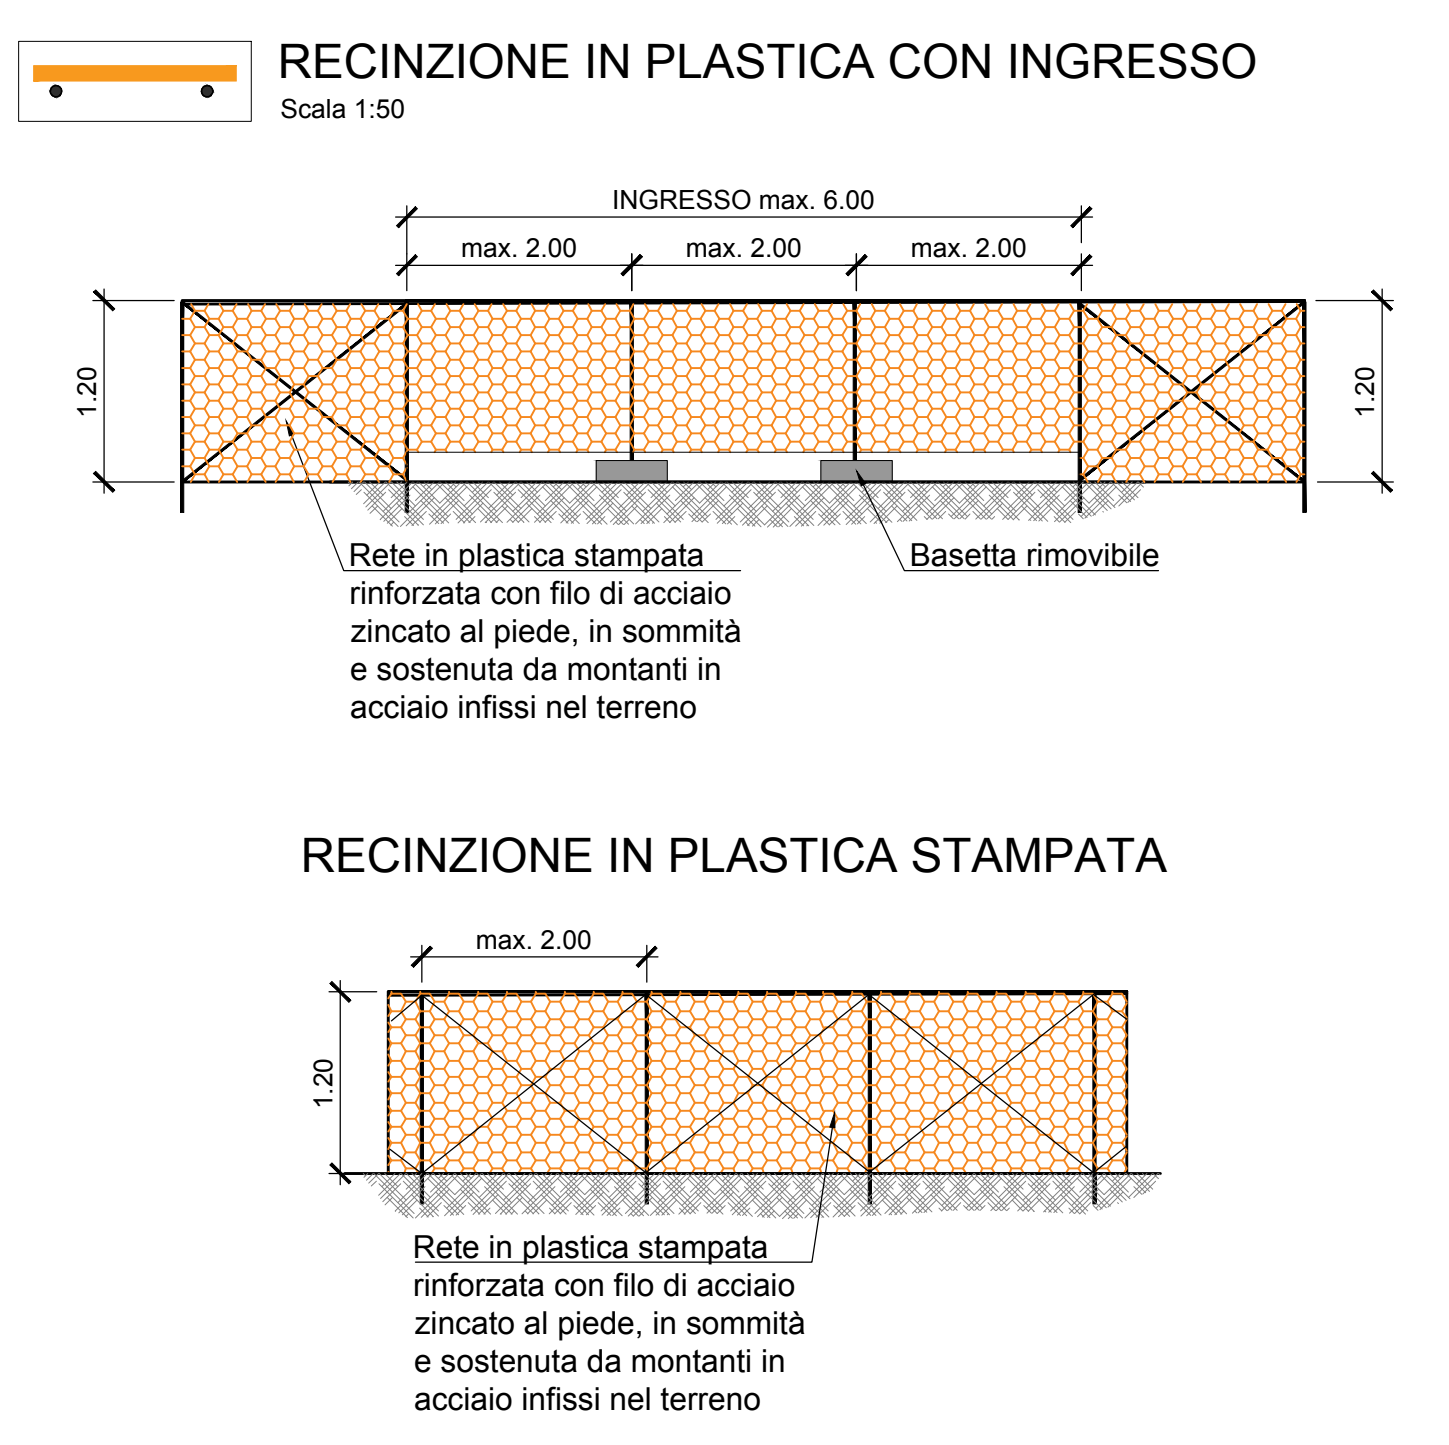 RECINZIONE IN PLASTICA CON INGRESSO
Scala 1:50
INGRESSO max. 6.00
max. 2.00
max. 2.00
max. 2.00
1.20
1.20
Rete in plastica stampata
rinforzata con filo di acciaio
zincato al piede, in sommità
e sostenuta da montanti in
acciaio infissi nel terreno
Basetta rimovibile
RECINZIONE IN PLASTICA STAMPATA
max. 2.00
1.20
Rete in plastica stampata
rinforzata con filo di acciaio
zincato al piede, in sommità
e sostenuta da montanti in
acciaio infissi nel terreno